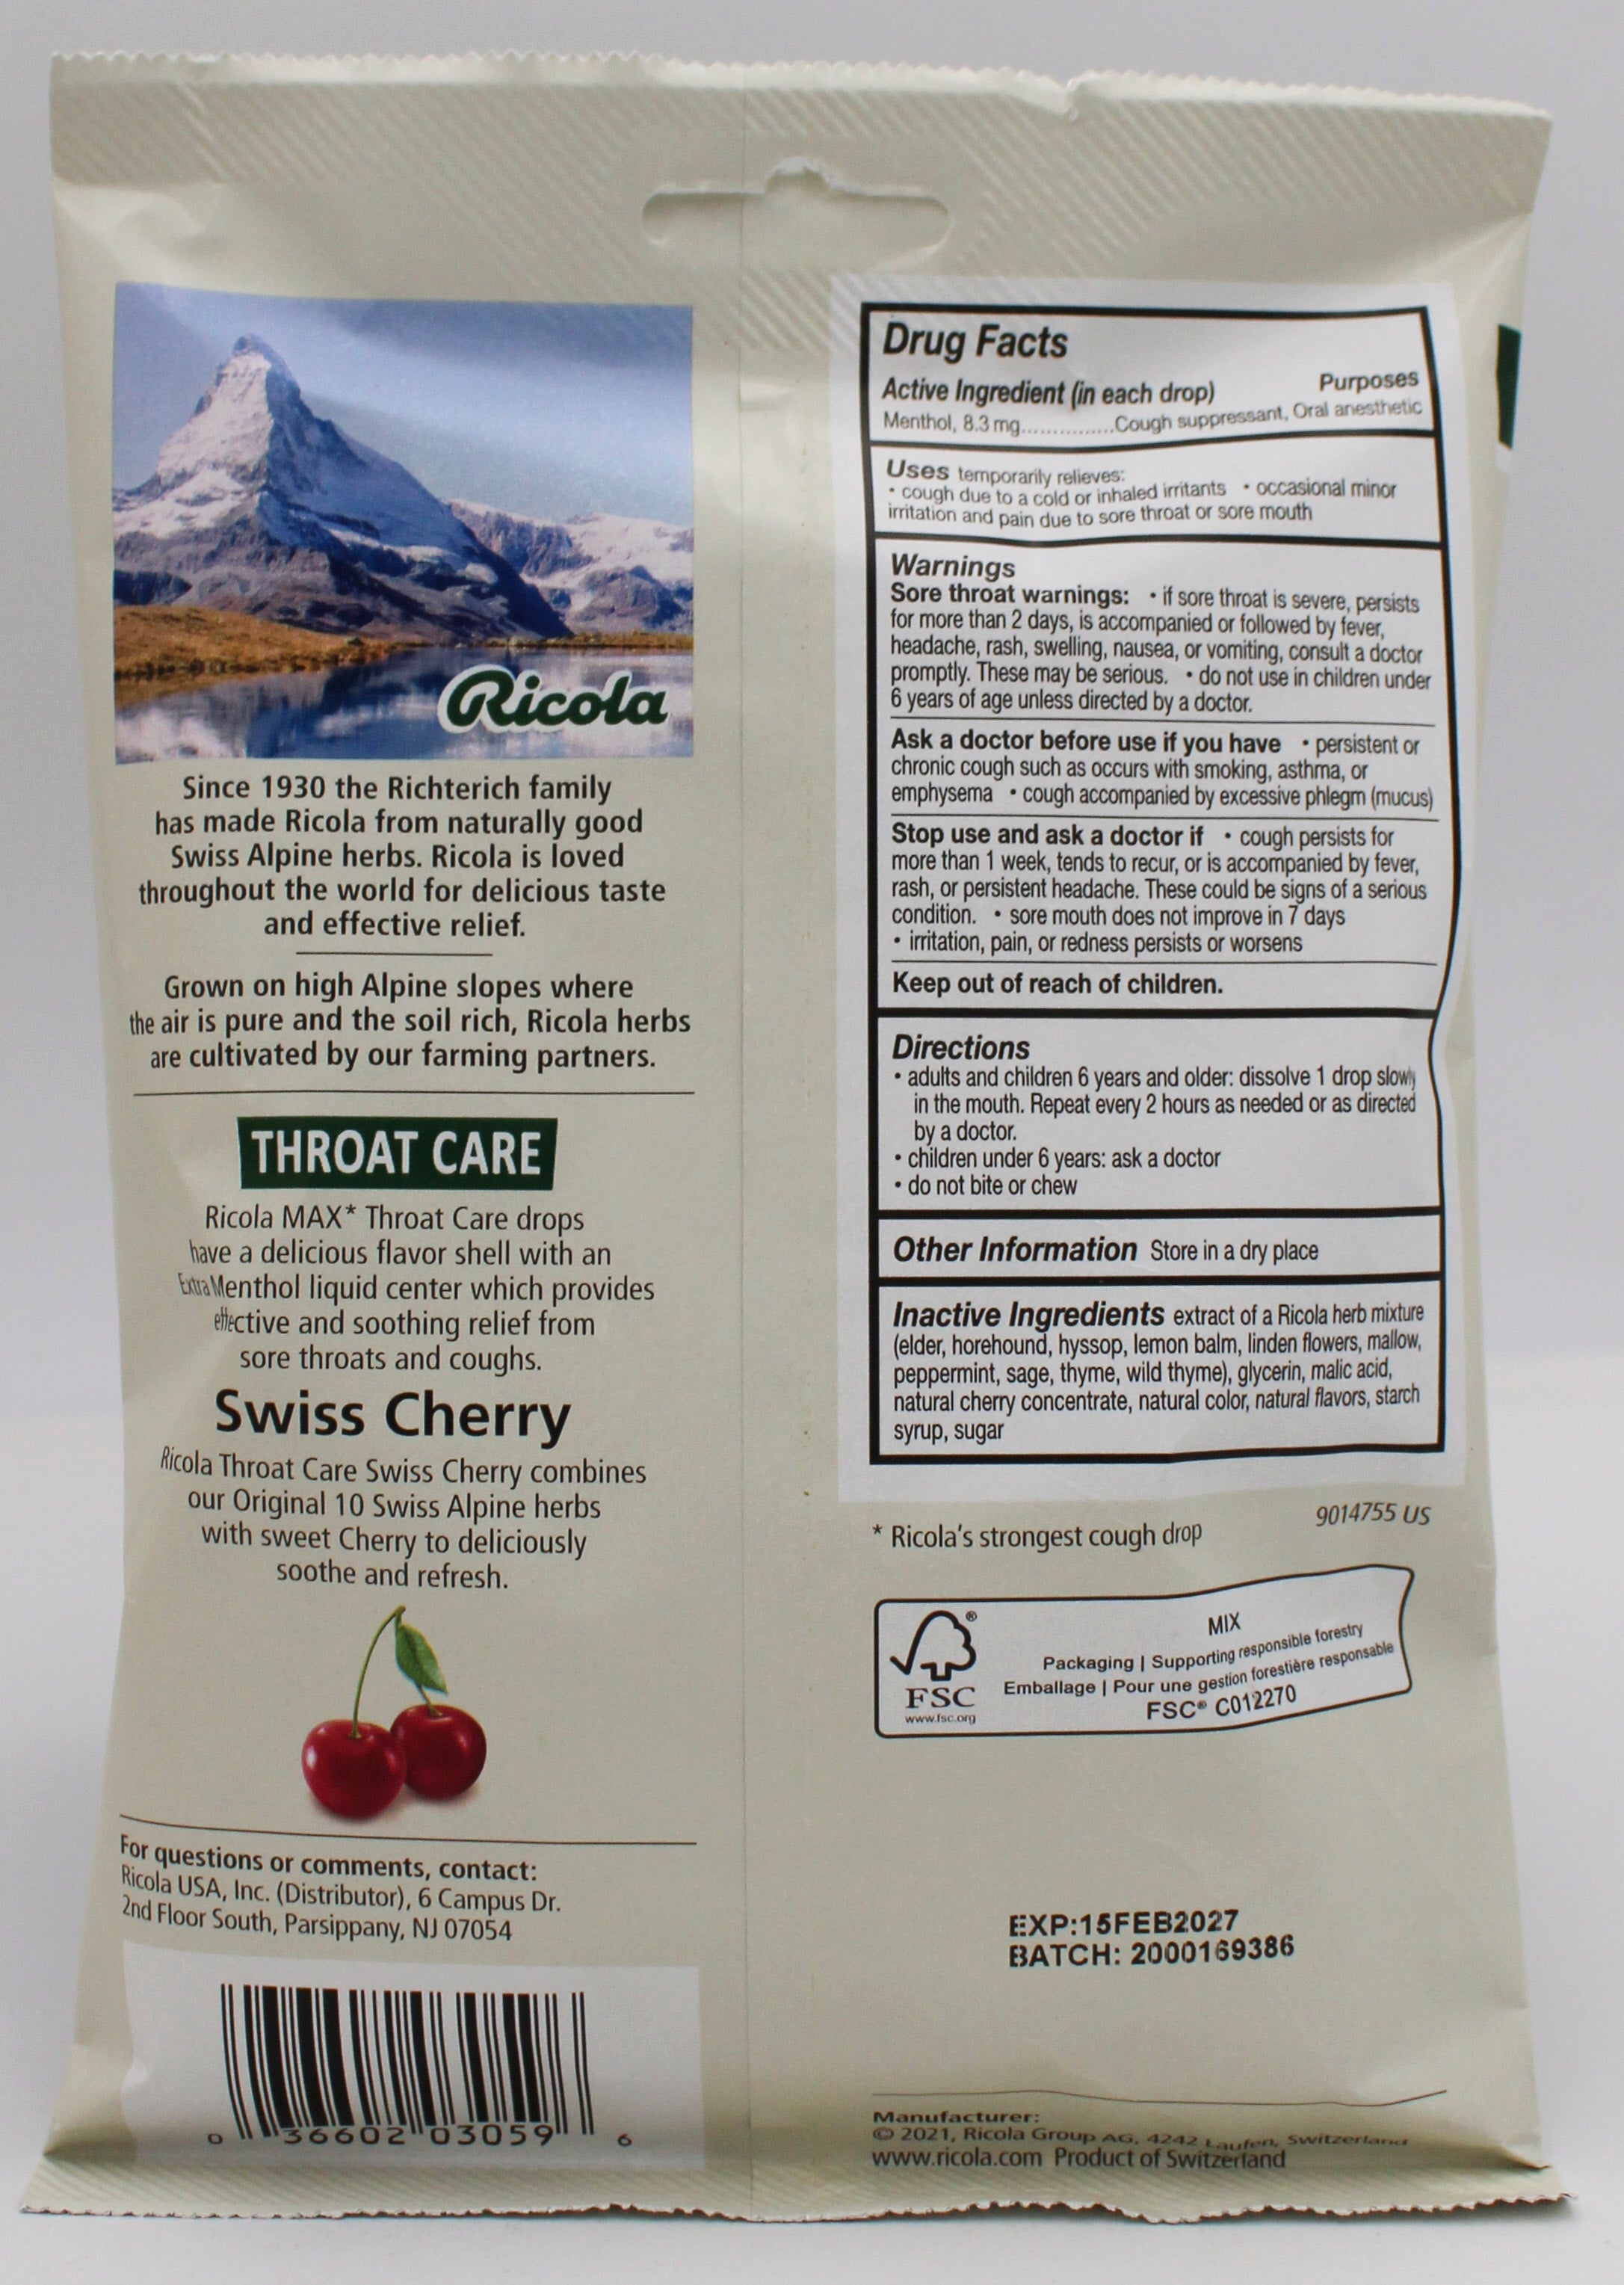 Ricola
Since 1930 the Richterich family
has made Ricola from naturally good
Swiss Alpine herbs. Ricola is loved
throughout the world for delicious taste
and effective relief.
Grown on high Alpine slopes where
the air is pure and the soil rich, Ricola herbs
are cultivated by our farming partners.
THROAT CARE
Ricola MAX* Throat Care drops
have a delicious flavor shell with an
Extra Menthol liquid center which provides
effective and soothing relief from
sore throats and coughs.
Swiss Cherry
Ricola Throat Care Swiss Cherry combines
our Original 10 Swiss Alpine herbs
with sweet Cherry to deliciously
soothe and refresh.
For questions or comments, contact:
Ricola USA, Inc. (Distributor), 6 Campus Dr.
2nd Floor South, Parsippany, NJ 07054
0 36602 03059 6
Drug Facts
Active Ingredient (in each drop) Purposes
Menthol, 8.3 mg...............Cough suppressant, Oral anesthetic
Uses temporarily relieves:
• cough due to a cold or inhaled irritants • occasional minor
irritation and pain due to sore throat or sore mouth
Warnings
Sore throat warnings: • if sore throat is severe, persists
for more than 2 days, is accompanied or followed by fever,
headache, rash, swelling, nausea, or vomiting, consult a doctor
promptly. These may be serious. • do not use in children under
6 years of age unless directed by a doctor.
Ask a doctor before use if you have • persistent or
chronic cough such as occurs with smoking, asthma, or
emphysema • cough accompanied by excessive phlegm (mucus)
Stop use and ask a doctor if • cough persists for
more than 1 week, tends to recur, or is accompanied by fever,
rash, or persistent headache. These could be signs of a serious
condition. • sore mouth does not improve in 7 days
• irritation, pain, or redness persists or worsens
Keep out of reach of children.
Directions
• adults and children 6 years and older: dissolve 1 drop slowly
in the mouth. Repeat every 2 hours as needed or as directed
by a doctor.
• children under 6 years: ask a doctor
• do not bite or chew
Other Information Store in a dry place
Inactive Ingredients extract of a Ricola herb mixture
(elder, horehound, hyssop, lemon balm, linden flowers, mallow,
peppermint, sage, thyme, wild thyme), glycerin, malic acid,
natural cherry concentrate, natural color, natural flavors, starch
syrup, sugar
9014755 US
* Ricola's strongest cough drop
MIX
Packaging | Supporting responsible forestry
Emballage | Pour une gestion forestière responsable
FSC® C012270
®
FSC
www.fsc.org
EXP:15FEB2027
BATCH: 2000169386
Manufacturer:
© 2021, Ricola Group AG, 4242 Laufen, Switzerland
www.ricola.com Product of Switzerland